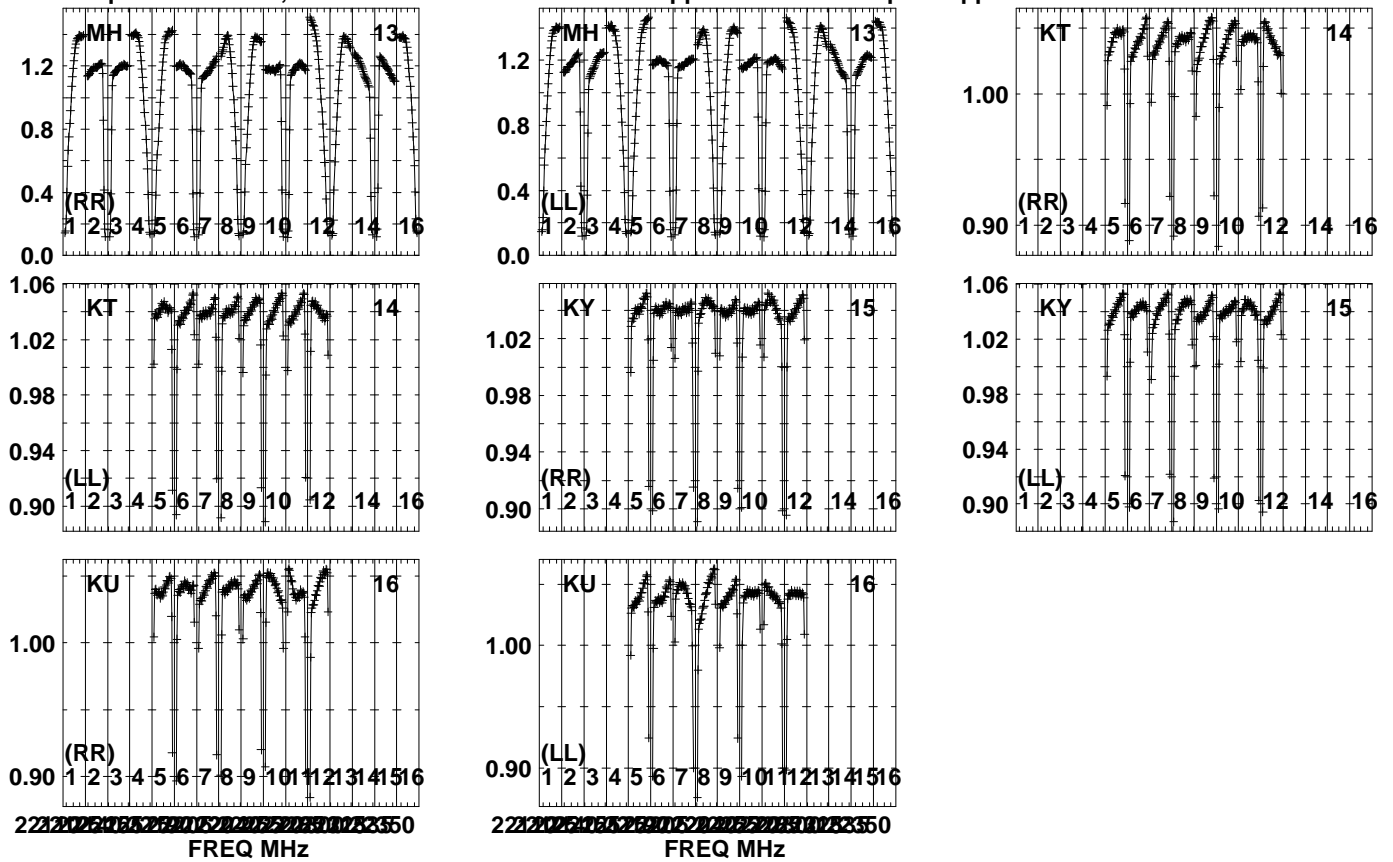 MH 13
1.2
0.8
0.4
0.0
(RR)
1 2 3 4 5 6 7 8 9 10 12 14 16
MH 13
1.2
0.8
0.4
0.0
(LL)
1 2 3 4 5 6 7 8 9 10 12 14 16
KT 14
1.00
0.90
(RR)
1 2 3 4 5 6 7 8 9 10 12 14 16
KT 14
1.06
1.02
0.98
0.94
0.90
(LL)
1 2 3 4 5 6 7 8 9 10 12 14 16
KY 15
1.02
0.98
0.94
0.90
(RR)
1 2 3 4 5 6 7 8 9 10 12 14 16
KY 15
1.06
1.02
0.98
0.94
0.90
(LL)
1 2 3 4 5 6 7 8 9 10 12 14 16
KU 16
1.00
0.90
(RR)
1 2 3 4 5 6 7 8 9 10 11 12 13 14 15 16
FREQ MHz
KU 16
1.00
0.90
(LL)
1 2 3 4 5 6 7 8 9 10 11 12 13 14 15 16
FREQ MHz